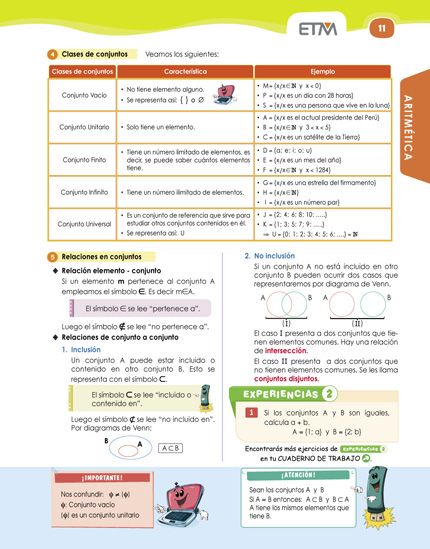 ETM
11
ARITMÉTICA
4 Clases de conjuntos Veamos los siguientes:
Clases de conjuntos Característica Ejemplo
Conjunto Vacío
• No tiene elemento alguno.
• Se representa así: { } o ∅
• M = {x/x∈ℕ y x < 0}
• P = {x/x es un día con 28 horas}
• S = {x/x es una persona que vive en la luna}
Conjunto Unitario
• Solo tiene un elemento.
• A = {x/x es el actual presidente del Perú}
• B = {x/x∈ℕ y 3 < x < 5}
• C = {x/x es un satélite de la Tierra}
Conjunto Finito
• Tiene un número limitado de elementos, es
decir, se puede saber cuántos elementos
tiene.
• D = {a; e; i; o; u}
• E = {x/x es un mes del año}
• F = {x/x∈ℕ y x < 1284}
Conjunto Infinito
• Tiene un número ilimitado de elementos.
• G = {x/x es una estrella del firmamento}
• H = {x/x∈ℕ}
• I = {x/x es un número par}
Conjunto Universal
• Es un conjunto de referencia que sirve para
estudiar otros conjuntos contenidos en él.
• Se representa así: U
• J = {2; 4; 6; 8; 10; .....}
• K = {1; 3; 5; 7; 9; ....}
⇒ U = {0; 1; 2; 3; 4; 5; 6; ....} = ℕ
5 Relaciones en conjuntos
◆ Relación elemento - conjunto
Si un elemento m pertenece al conjunto A
empleamos el símbolo ∈. Es decir m∈A.
El símbolo ∈ se lee “pertenece a”.
Luego el símbolo ∉ se lee “no pertenece a”.
◆ Relaciones de conjunto a conjunto
1. Inclusión
Un conjunto A puede estar incluido o
contenido en otro conjunto B. Esto se
representa con el símbolo ⊂.
El símbolo ⊂ se lee “incluido o
contenido en”.
Luego el símbolo ⊄ se lee “no incluido en”.
Por diagramas de Venn:
B
A
A ⊂ B
2. No inclusión
Si un conjunto A no está incluido en otro
conjunto B pueden ocurrir dos casos que
representaremos por diagrama de Venn.
A B A B
(I) (II)
El caso I presenta a dos conjuntos que tie-
nen elementos comunes. Hay una relación
de intersección.
El caso II presenta a dos conjuntos que
no tienen elementos comunes. Se les llama
conjuntos disjuntos.
EXPERIENCIAS 2
1 Si los conjuntos A y B son iguales,
calcula a + b.
A = {1; a} y B = {2; b}
Encontrarás más ejercicios de EXPERIENCIAS 2
en tu CUADERNO DE TRABAJO
¡IMPORTANTE!
Nos confundir: ψ ≠ {ψ}
ψ: Conjunto vacío
{ψ} es un conjunto unitario
¡ATENCIÓN!
Sean los conjuntos A y B
Si A = B entonces: A ⊂ B y B ⊂ A
A tiene los mismos elementos que
tiene B.